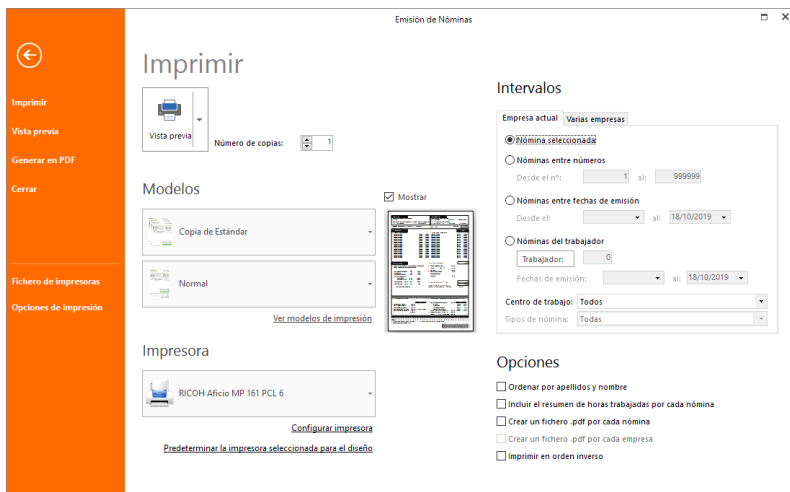 Emisión de Nóminas
Imprimir
Vista previa
Generar en PDF
Cerrar
Fichero de impresoras
Opciones de impresión
Imprimir
Vista previa
Número de copias: 1
Modelos
Mostrar
Copia de Estándar
Normal
Ver modelos de impresión
Impresora
RICOH Aficio MP 161 PCL 6
Configurar impresora
Predeterminar la impresora seleccionada para el diseño
Intervalos
Empresa actual Varias empresas
Nómina seleccionada
Nóminas entre números
Desde el nº: 1 al: 999999
Nóminas entre fechas de emisión
Desde el: al: 18/10/2019
Nóminas del trabajador
Trabajador: 0
Fechas de emisión: al: 18/10/2019
Centro de trabajo: Todos
Tipos de nómina: Todas
Opciones
Ordenar por apellidos y nombre
Incluir el resumen de horas trabajadas por cada nómina
Crear un fichero .pdf por cada nómina
Crear un fichero .pdf por cada empresa
Imprimir en orden inverso